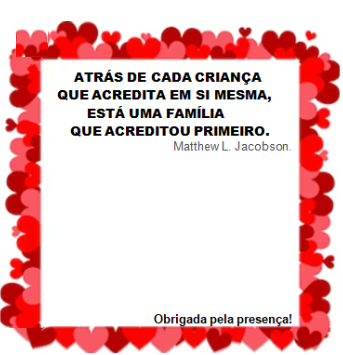 ATRÁS DE CADA CRIANÇA
QUE ACREDITA EM SI MESMA,
ESTÁ UMA FAMÍLIA
QUE ACREDITOU PRIMEIRO.
Matthew L. Jacobson.
Obrigada pela presença!